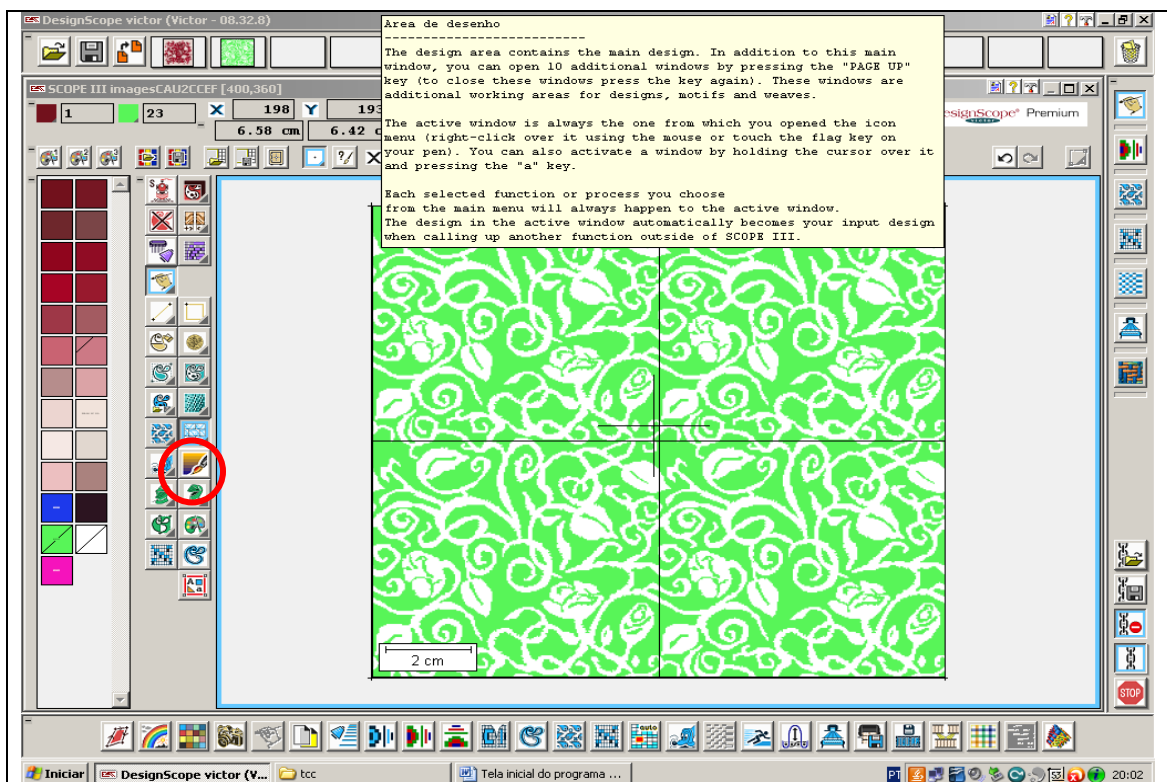 DesignScope victor (Victor - 08.32.8)
Area de desenho
-------------------------
The design area contains the main design. In addition to this main
window, you can open 10 additional windows by pressing the "PAGE UP"
key (to close these windows press the key again). These windows are
additional working areas for designs, motifs and weaves.
The active window is always the one from which you opened the icon
menu (right-click over it using the mouse or touch the flag key on
your pen). You can also activate a window by holding the cursor over it
and pressing the "a" key.
Each selected function or process you choose
from the main menu will always happen to the active window.
The design in the active window automatically becomes your input design
when calling up another function outside of SCOPE III.
SCOPE III imagesCAU2CCEF [400,360]
1 23 X 198 Y 193
6.58 cm 6.42 c
esignScope® Premium
victor
2 cm
auto
STOP
Iniciar DesignScope victor (V... tcc Tela inicial do programa ... PT 20:02